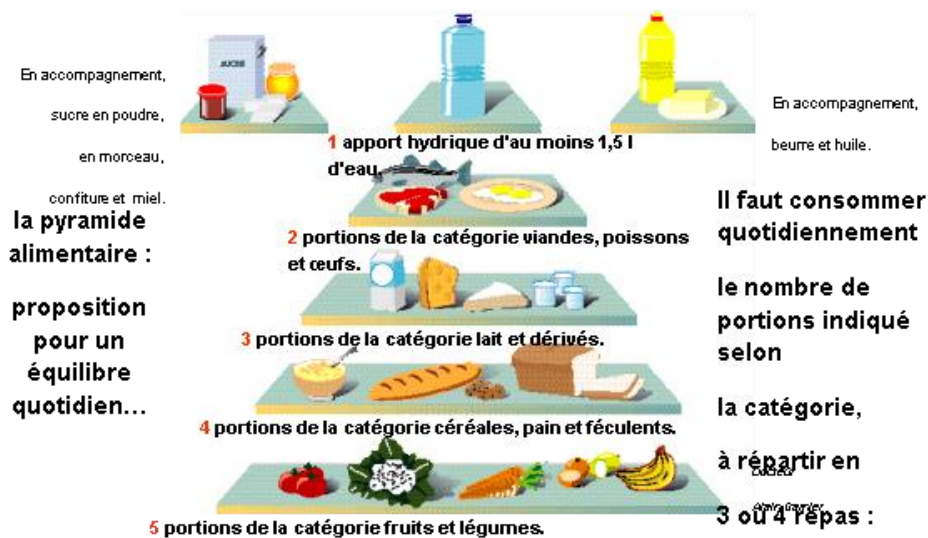 En accompagnement,
sucre en poudre,
en morceau,
confiture et miel.
la pyramide
alimentaire :
proposition
pour un
équilibre
quotidien...
SUCRE
1 apport hydrique d'au moins 1,5 l
d'eau.
2 portions de la catégorie viandes, poissons
et œufs.
3 portions de la catégorie lait et dérivés.
4 portions de la catégorie céréales, pain et féculents.
5 portions de la catégorie fruits et légumes.
En accompagnement,
beurre et huile.
Il faut consommer
quotidiennement
le nombre de
portions indiqué
selon
la catégorie,
à répartir en
3 ou 4 repas :